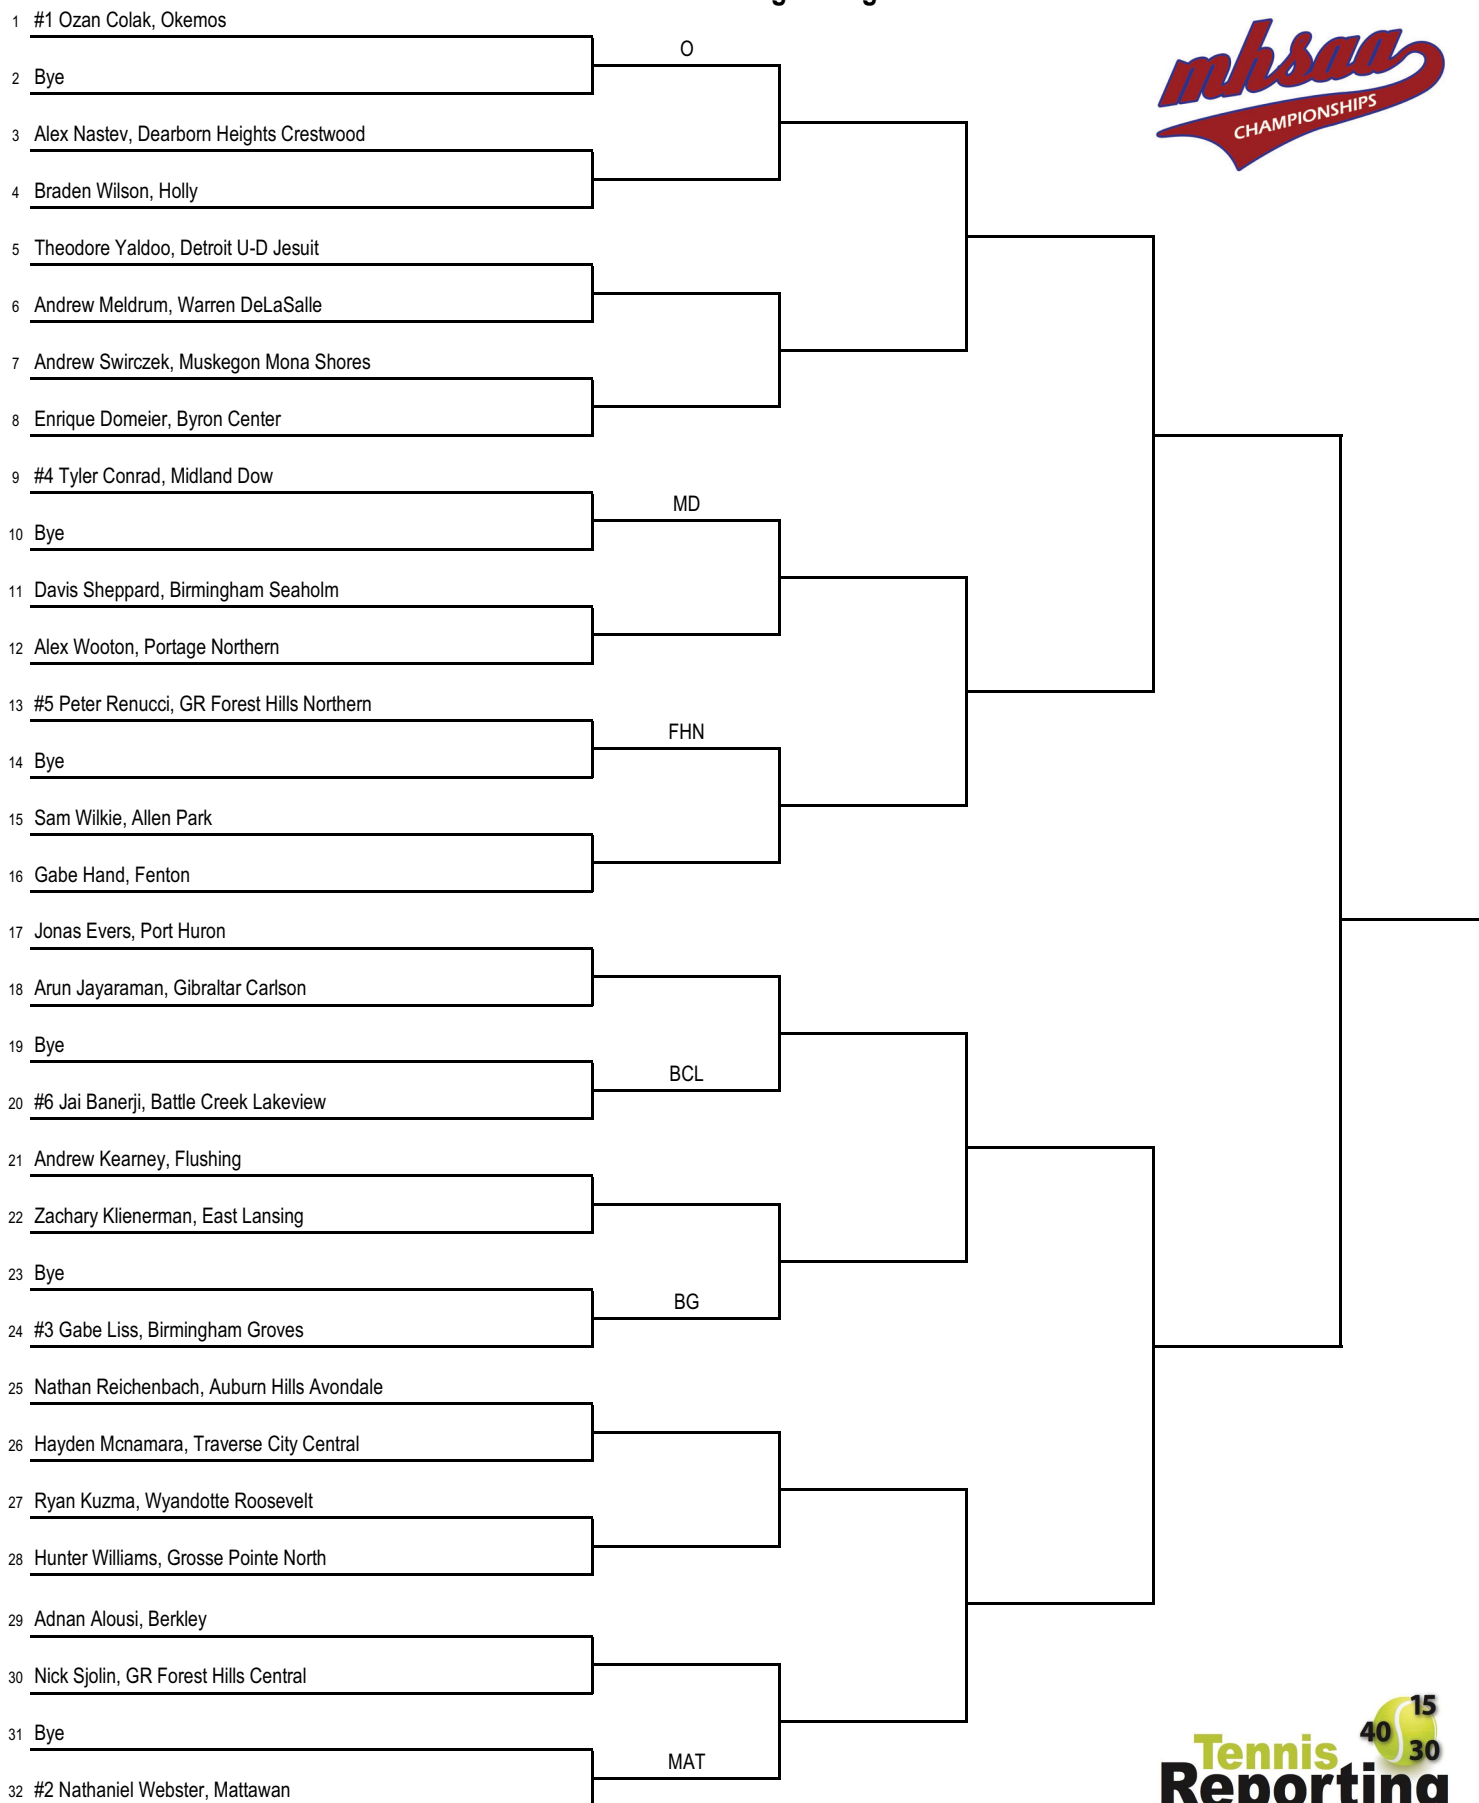 1 #1 Ozan Colak, Okemos
O
2 Bye
mhsaa
CHAMPIONSHIPS
3 Alex Nastev, Dearborn Heights Crestwood
4 Braden Wilson, Holly
5 Theodore Yaldoo, Detroit U-D Jesuit
6 Andrew Meldrum, Warren DeLaSalle
7 Andrew Swirczek, Muskegon Mona Shores
8 Enrique Domeier, Byron Center
9 #4 Tyler Conrad, Midland Dow
MD
10 Bye
11 Davis Sheppard, Birmingham Seaholm
12 Alex Wooton, Portage Northern
13 #5 Peter Renucci, GR Forest Hills Northern
FHN
14 Bye
15 Sam Wilkie, Allen Park
16 Gabe Hand, Fenton
17 Jonas Evers, Port Huron
18 Arun Jayaraman, Gibraltar Carlson
19 Bye
BCL
20 #6 Jai Banerji, Battle Creek Lakeview
21 Andrew Kearney, Flushing
22 Zachary Klienerman, East Lansing
23 Bye
BG
24 #3 Gabe Liss, Birmingham Groves
25 Nathan Reichenbach, Auburn Hills Avondale
26 Hayden Mcnamara, Traverse City Central
27 Ryan Kuzma, Wyandotte Roosevelt
28 Hunter Williams, Grosse Pointe North
29 Adnan Alousi, Berkley
30 Nick Sjolin, GR Forest Hills Central
31 Bye
MAT
32 #2 Nathaniel Webster, Mattawan
15
40
30
Tennis
Reporting